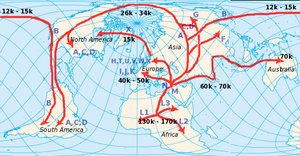 12k - 15k
26k - 34k
12k - 15k
G
B
C,D
A
F
B
North America
A,C,D
X
15k
Asia
H,T,U,V,W,X
Europe
I,J,K
40k - 50k
N
M
60k - 70k
70k
Australia
B
L3
L1
130k - 170k
L2
Africa
A,C,D
South America